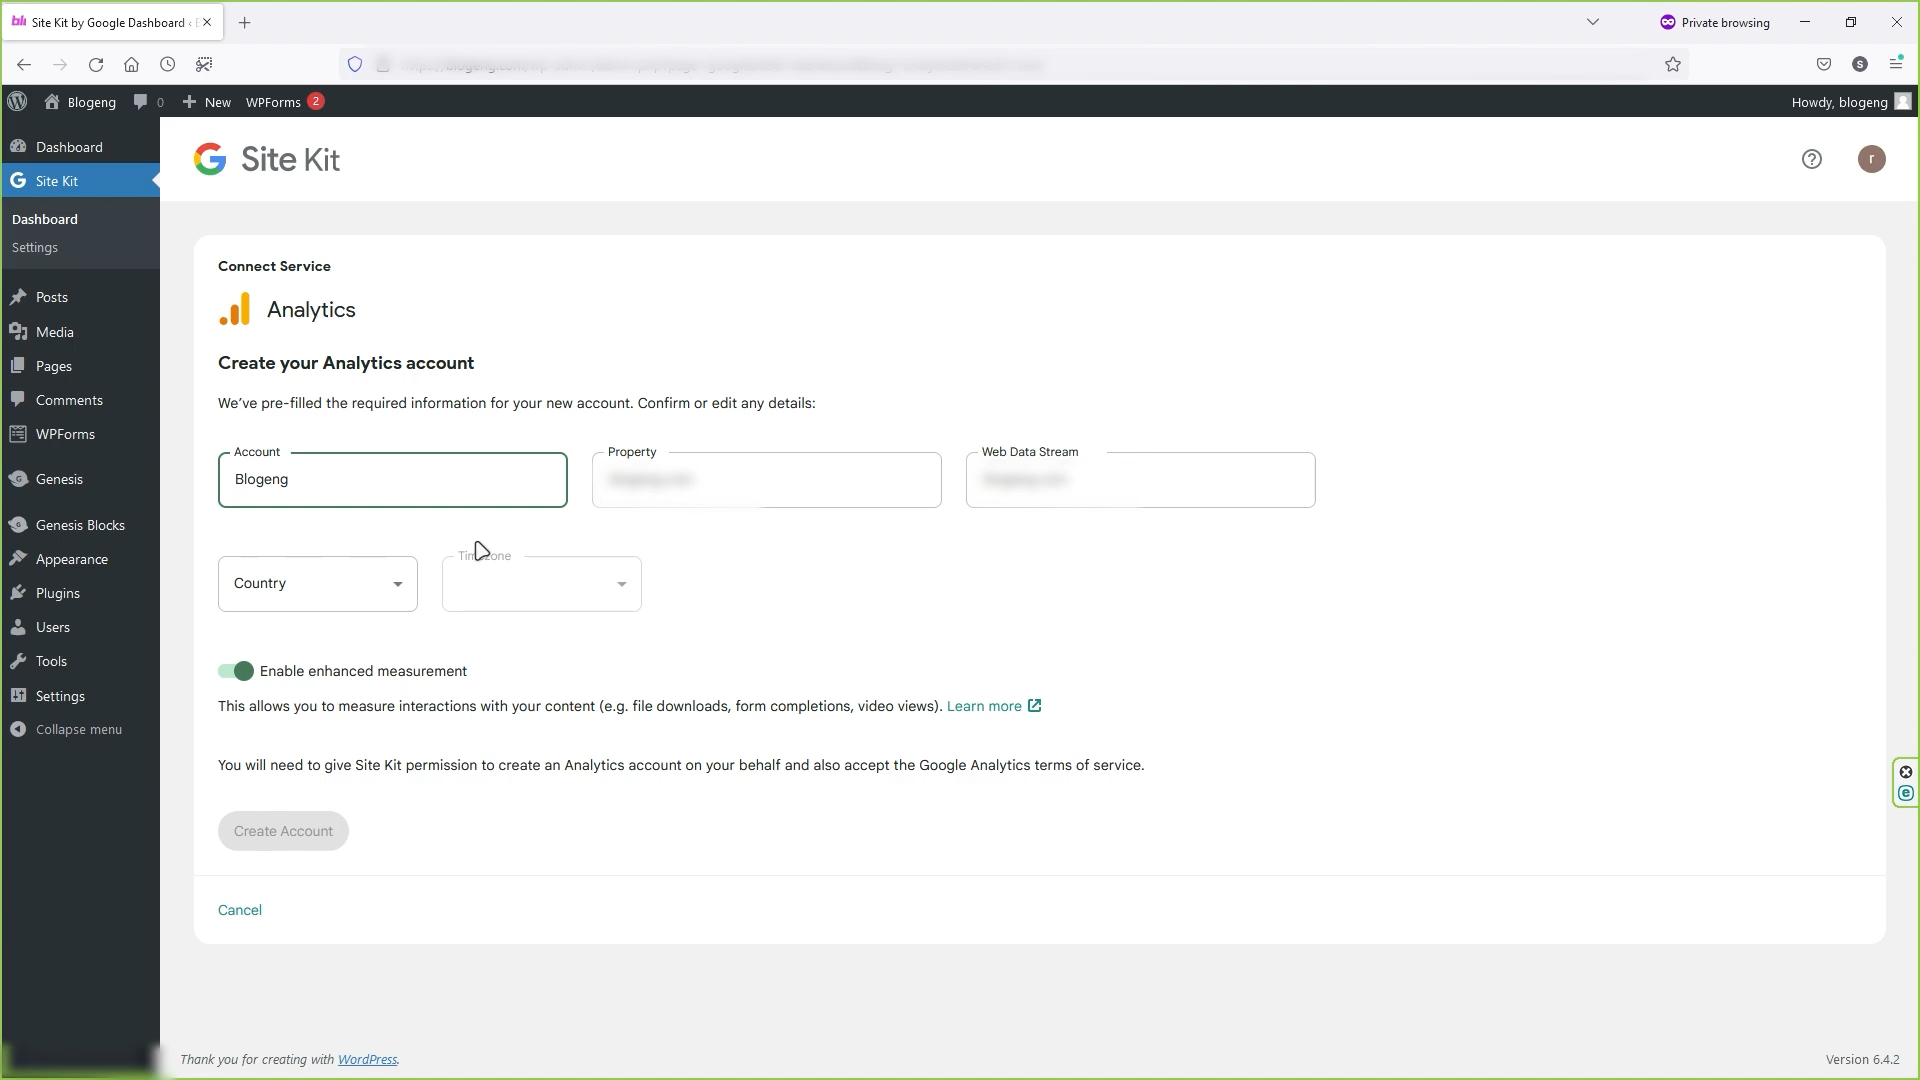 Site Kit by Google Dashboard ‹
Private browsing
S
Blogeng 0 New WPForms 2
Howdy, blogeng
Dashboard
Site Kit
Dashboard
Settings
Posts
Media
Pages
Comments
WPForms
Genesis
Genesis Blocks
Appearance
Plugins
Users
Tools
Settings
Collapse menu
Site Kit
r
Connect Service
Analytics
Create your Analytics account
We've pre-filled the required information for your new account. Confirm or edit any details:
Account
Blogeng
Property
Web Data Stream
Country
Timezone
Enable enhanced measurement
This allows you to measure interactions with your content (e.g. file downloads, form completions, video views). Learn more
You will need to give Site Kit permission to create an Analytics account on your behalf and also accept the Google Analytics terms of service.
Create Account
Cancel
Thank you for creating with WordPress.
Version 6.4.2